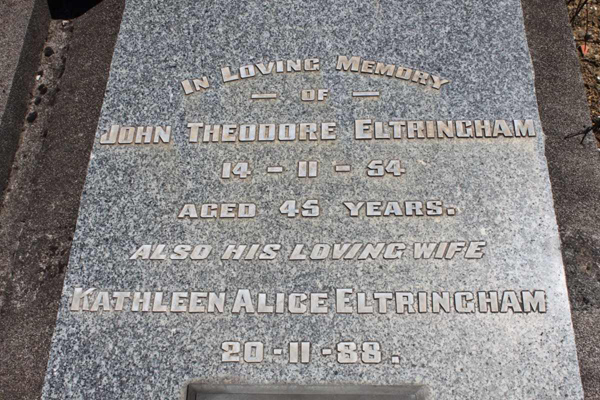 IN LOVING MEMORY
— OF —
JOHN THEODORE ELTRINGHAM
14 - 11 - 54
AGED 45 YEARS.
ALSO HIS LOVING WIFE
KATHLEEN ALICE ELTRINGHAM
20-11-88.